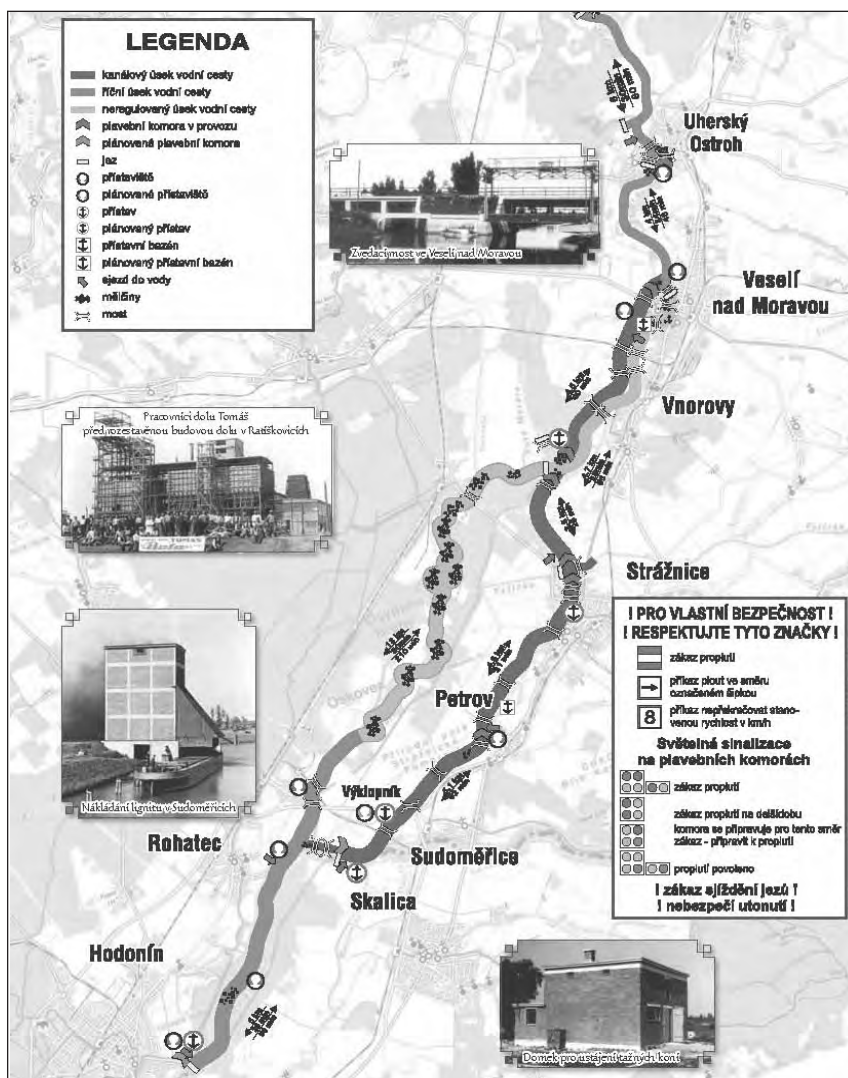 LEGENDA
kanálový úsek vodní cesty
říční úsek vodní cesty
neregulovaný úsek vodní cesty
plavební komora v provozu
plánovaná plavební komora
jez
přístaviště
plánované přístaviště
přístav
plánovaný přístav
přístavní bazén
plánovaný přístavní bazén
sjezd do vody
mělčiny
most
Uherský
Ostroh
Zvedací most ve Veselí nad Moravou
Veselí
nad Moravou
Vnorovy
Pracovníci dolu Tomáš
před rozestavěnou budovou dolu v Ratíškovicích
Strážnice
! PRO VLASTNÍ BEZPEČNOST !
! RESPEKTUJTE TYTO ZNAČKY !
zákaz proplutí
příkaz plout ve směru
označeném šipkou
8
příkaz nepřekračovat stano-
venou rychlost v km/h
Světelná sinalizace
na plavebních komorách
zákaz proplutí
zákaz proplutí na delší dobu
komora se připravuje pro tento směr
zákaz - připravit k proplutí
proplutí povoleno
! zákaz sjíždění jezů !
! nebezpečí utonutí !
Petrov
Nakládání lignitu v Sudoměřicích
Výklopník
Rohatec
Sudoměřice
Skalica
Hodonín
Domek pro ustájení tažných koní